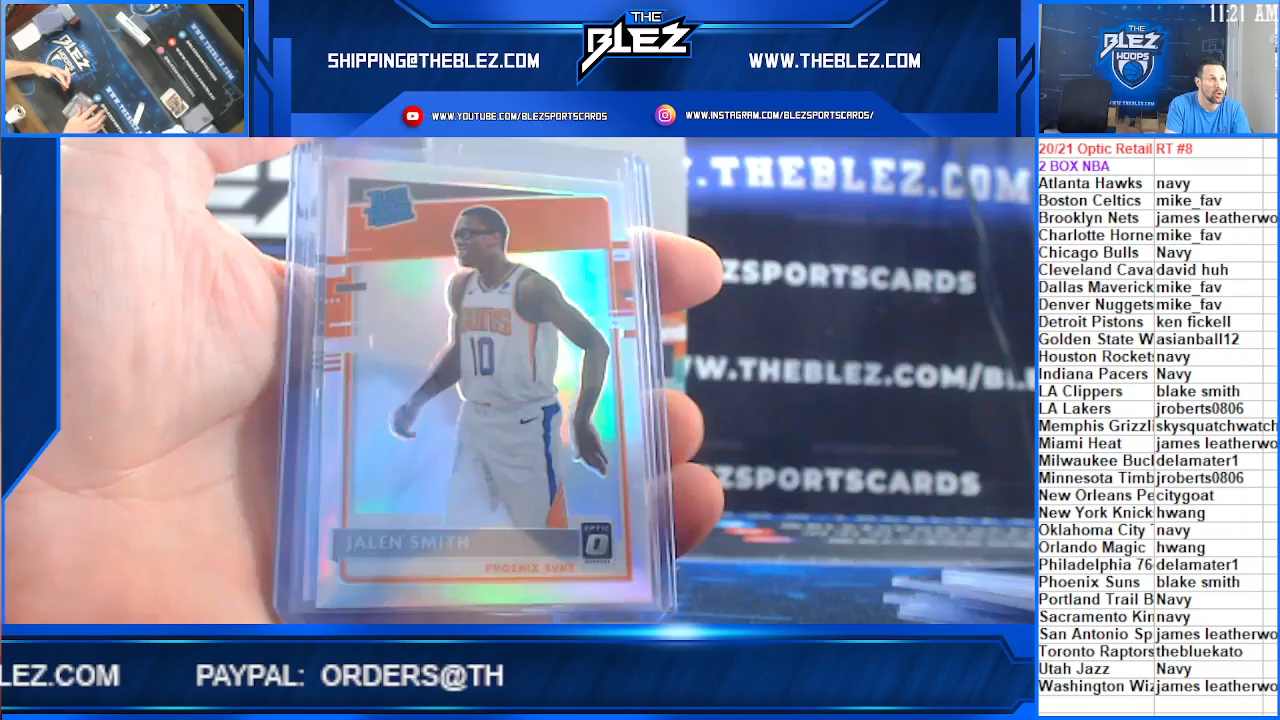 THE
BLEZ
SHIPPING@THEBLEZ.COM
WWW.THEBLEZ.COM
WWW.YOUTUBE.COM/BLEZSPORTSCARDS
WWW.INSTAGRAM.COM/BLEZSPORTSCARDS/
11:21 AM
THE
BLEZ
HOOPS
.THEBLEZ.COM
ZSPORTSCARDS
WW.THEBLEZ.COM/BL
ZSPORTSCARDS
SUNS
10
JALEN SMITH
PHOENIX SUNS
OPTIC
20/21 Optic Retail RT #8
2 BOX NBA
Atlanta Hawks navy
Boston Celtics mike_fav
Brooklyn Nets james leatherwo
Charlotte Horne mike_fav
Chicago Bulls Navy
Cleveland Cava david huh
Dallas Maverick mike_fav
Denver Nuggets mike_fav
Detroit Pistons ken fickell
Golden State W asianball12
Houston Rocket navy
Indiana Pacers Navy
LA Clippers blake smith
LA Lakers jroberts0806
Memphis Grizzli skysquatchwatch
Miami Heat james leatherwo
Milwaukee Bucl delamater1
Minnesota Timb jroberts0806
New Orleans Pe citygoat
New York Knick hwang
Oklahoma City navy
Orlando Magic hwang
Philadelphia 76 delamater1
Phoenix Suns blake smith
Portland Trail B Navy
Sacramento Kin navy
San Antonio Sp james leatherwo
Toronto Raptors thebluekato
Utah Jazz Navy
Washington Wiz james leatherwo
LEZ.COM PAYPAL: ORDERS@TH